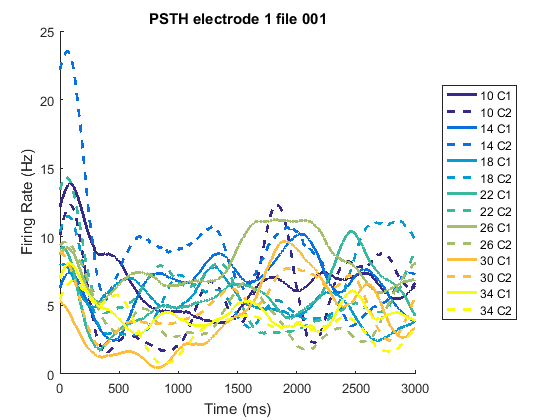 PSTH electrode 1 file 001
25
20
15
10
5
0
Firing Rate (Hz)
0 500 1000 1500 2000 2500 3000
Time (ms)
10 C1
10 C2
14 C1
14 C2
18 C1
18 C2
22 C1
22 C2
26 C1
26 C2
30 C1
30 C2
34 C1
34 C2